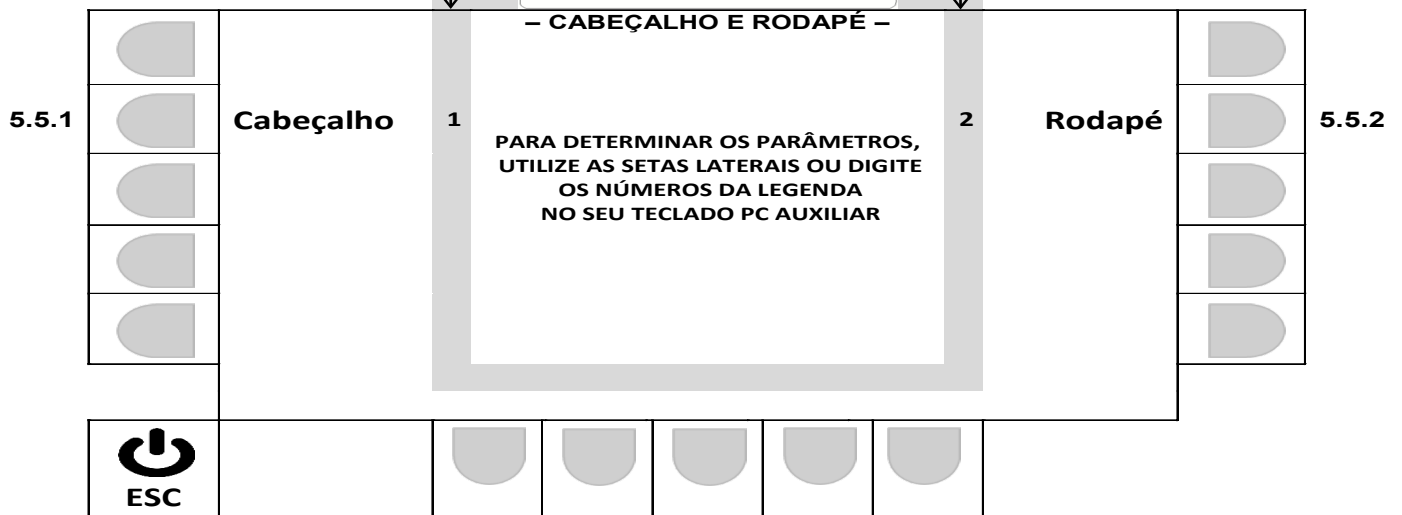 – CABEÇALHO E RODAPÉ –
5.5.1 Cabeçalho 1 2 Rodapé 5.5.2
PARA DETERMINAR OS PARÂMETROS,
UTILIZE AS SETAS LATERAIS OU DIGITE
OS NÚMEROS DA LEGENDA
NO SEU TECLADO PC AUXILIAR
ESC